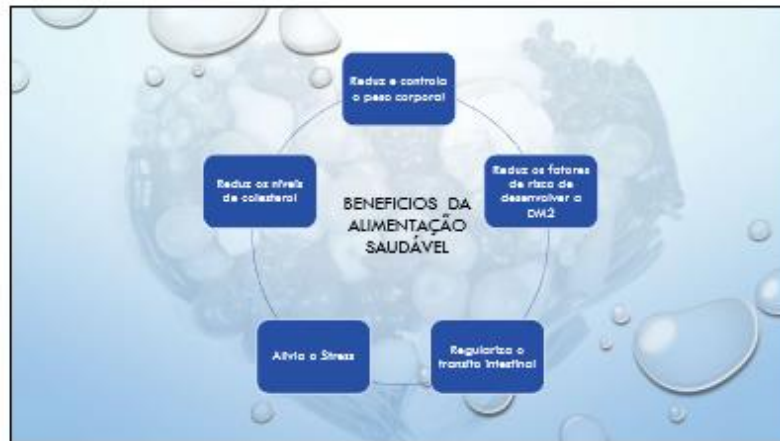 Reduz e controla
o peso corporal
Reduz os fatores
de risco de
desenvolver a
DM2
Regulariza o
transito intestinal
Alivia o Stress
Reduz os níveis
de colesterol
BENEFICIOS DA
ALIMENTAÇÃO
SAUDÁVEL